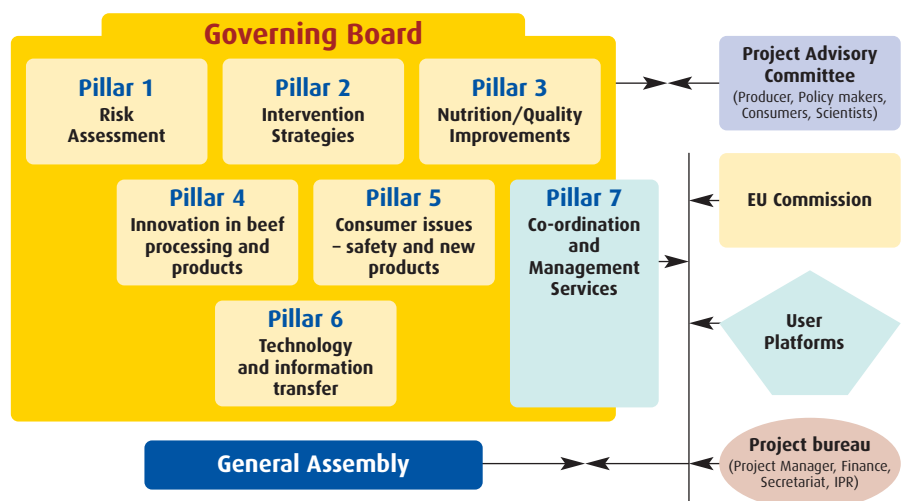 Governing Board
Pillar 1
Risk
Assessment
Pillar 2
Intervention
Strategies
Pillar 3
Nutrition/Quality
Improvements
Pillar 4
Innovation in beef
processing and
products
Pillar 5
Consumer issues
– safety and new
products
Pillar 6
Technology
and information
transfer
Pillar 7
Co-ordination
and
Management
Services
General Assembly
Project Advisory
Committee
(Producer, Policy makers,
Consumers, Scientists)
EU Commission
User
Platforms
Project bureau
(Project Manager, Finance,
Secretariat, IPR)